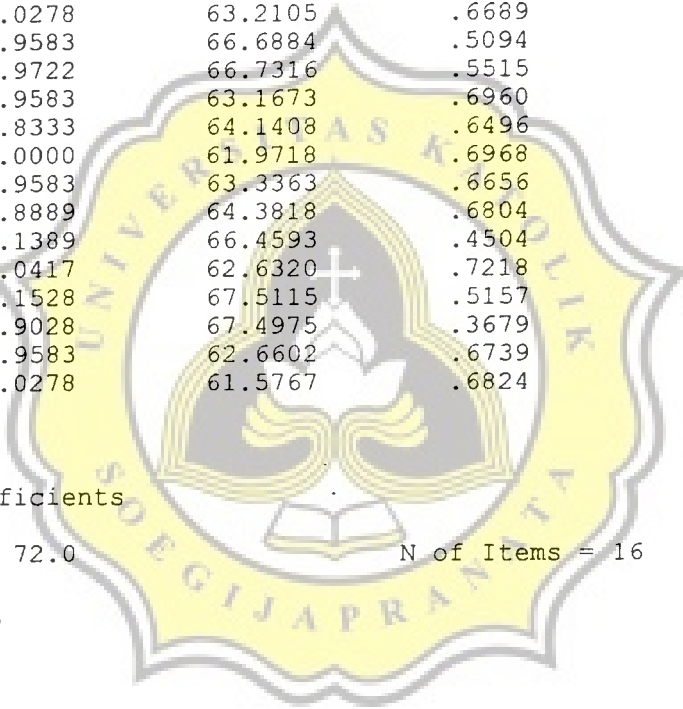 .0278 63.2105 .6689
.9583 66.6884 .5094
.9722 66.7316 .5515
.9583 63.1673 .6960
.8333 64.1408 .6496
.0000 61.9718 .6968
.9583 63.3363 .6656
.8889 64.3818 .6804
.1389 66.4593 .4504
.0417 62.6320 .7218
.1528 67.5115 .5157
.9028 67.4975 .3679
.9583 62.6602 .6739
.0278 61.5767 .6824
ficients
72.0 N of Items = 16
UNIVERSITAS KATOLIK
SOEGIJAPRANATA